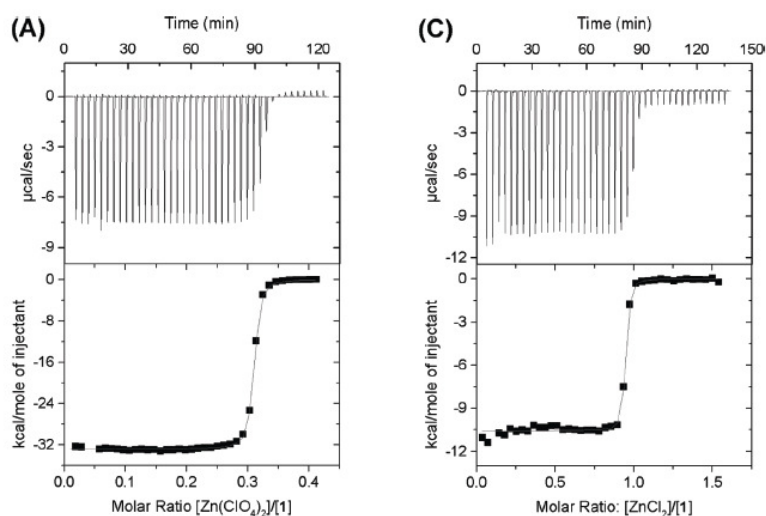 (A)
Time (min)
0 30 60 90 120
0
-3
-6
-9
µcal/sec
0
-8
-16
-24
-32
kcal/mole of injectant
0.0 0.1 0.2 0.3 0.4
Molar Ratio [Zn(ClO₄)₂]/[1]
(C)
Time (min)
0 30 60 90 120 150
0
-3
-6
-9
-12
µcal/sec
0
-3
-6
-9
-12
kcal/mole of injectant
0.0 0.5 1.0 1.5
Molar Ratio: [ZnCl₂]/[1]